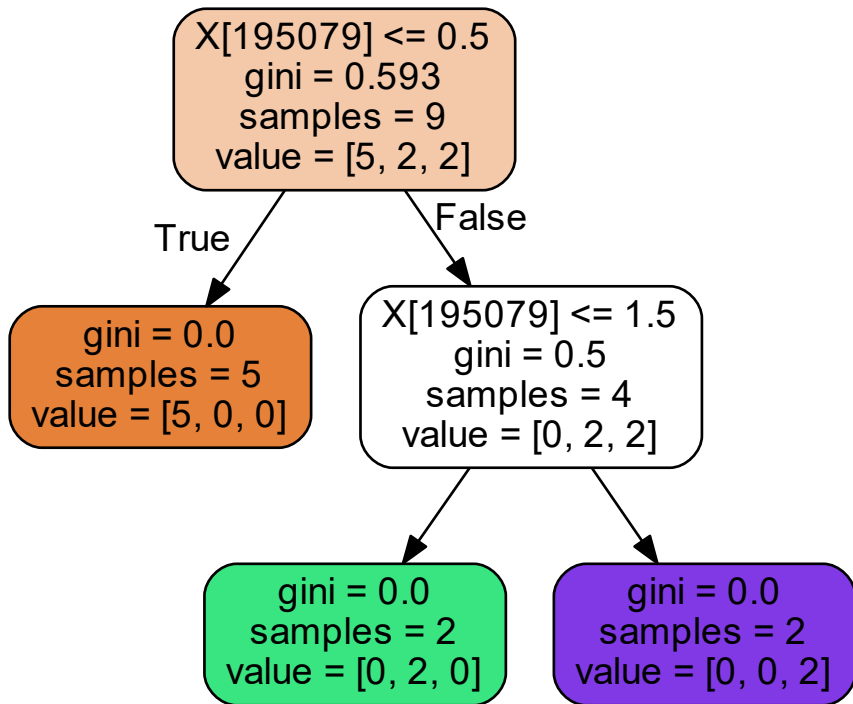 X[195079] <= 0.5
gini = 0.593
samples = 9
value = [5, 2, 2]
True
False
gini = 0.0
samples = 5
value = [5, 0, 0]
X[195079] <= 1.5
gini = 0.5
samples = 4
value = [0, 2, 2]
gini = 0.0
samples = 2
value = [0, 2, 0]
gini = 0.0
samples = 2
value = [0, 0, 2]